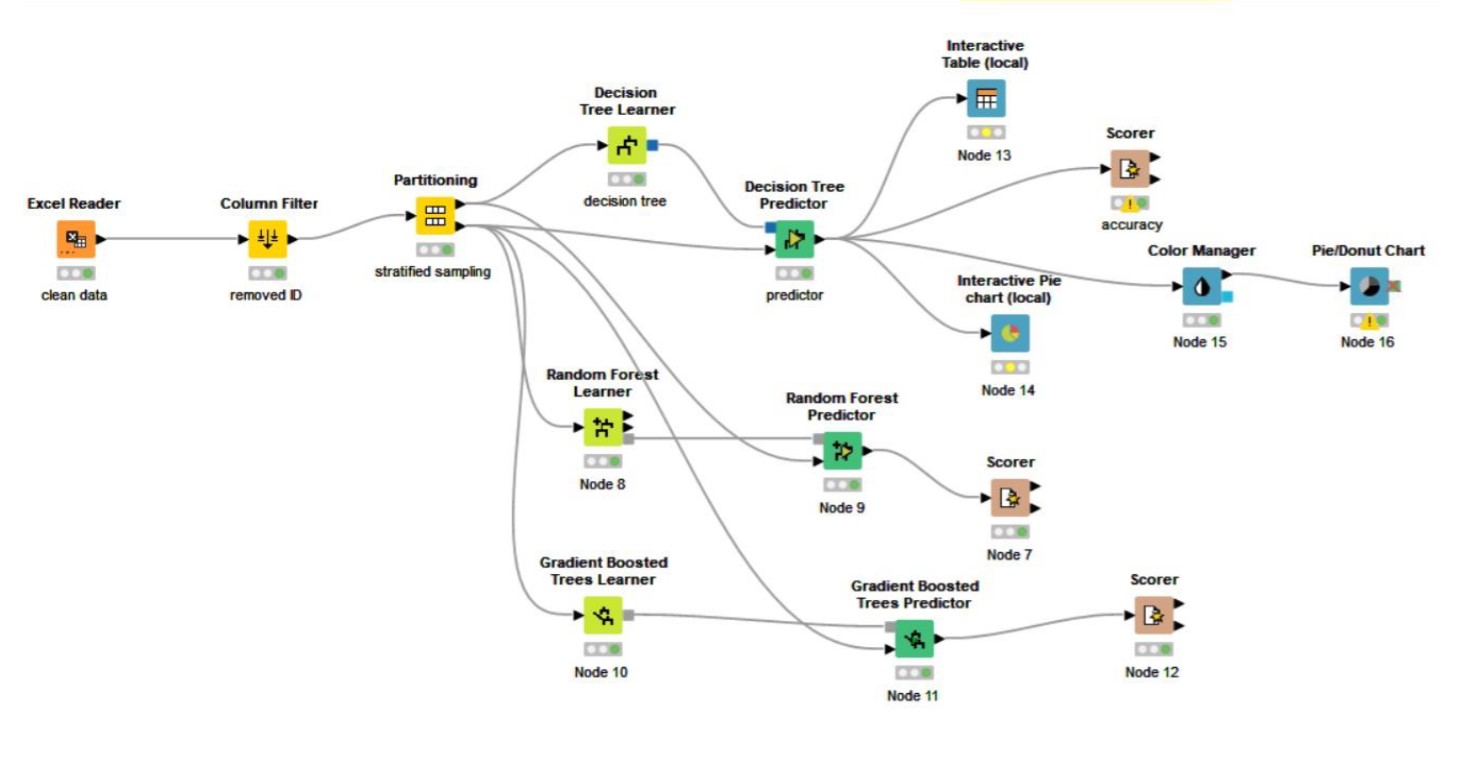 Interactive
Table (local)
Node 13
Decision
Tree Learner
decision tree
Scorer
accuracy
Partitioning
stratified sampling
Decision Tree
Predictor
predictor
Excel Reader
clean data
Column Filter
removed ID
Color Manager
Node 15
Pie/Donut Chart
Node 16
Interactive Pie
chart (local)
Node 14
Random Forest
Learner
Node 8
Random Forest
Predictor
Node 9
Scorer
Node 7
Gradient Boosted
Trees Learner
Node 10
Gradient Boosted
Trees Predictor
Node 11
Scorer
Node 12